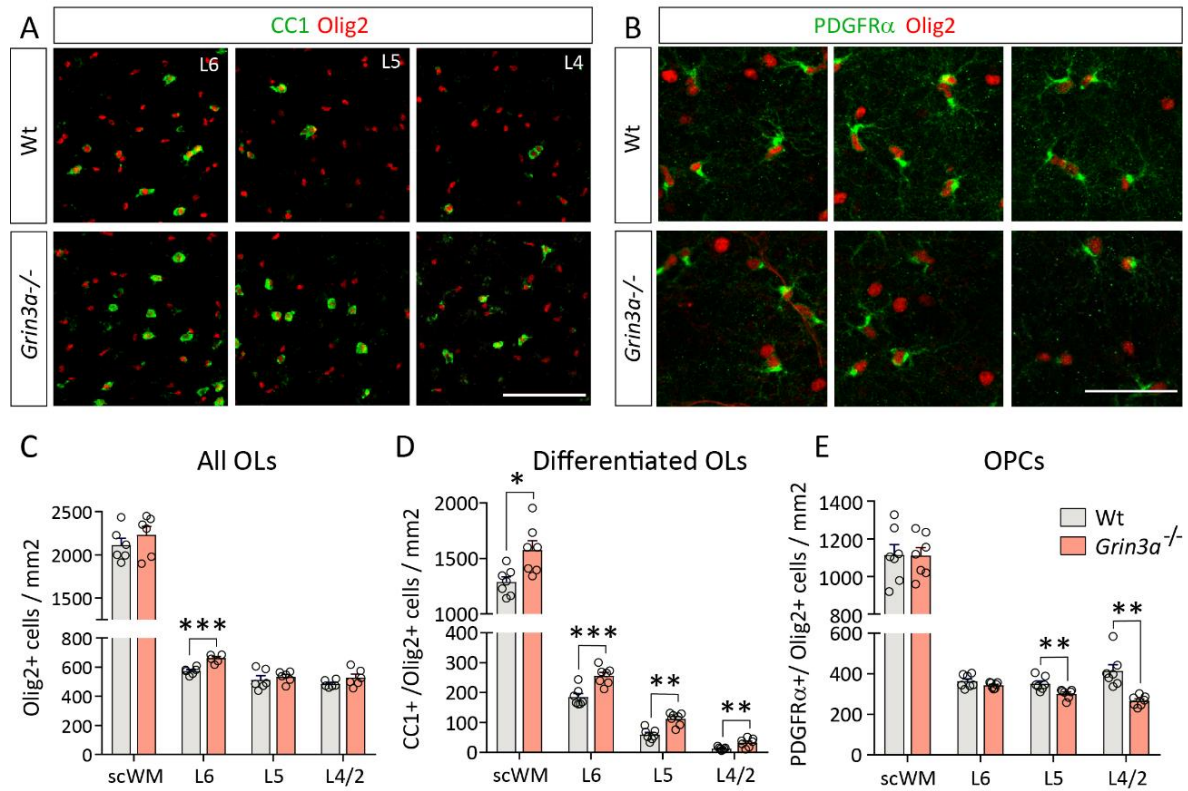 A
CC1 Olig2
Wt
L6
L5
L4
Grin3a-/-
B
PDGFRα Olig2
Wt
Grin3a-/-
C
All OLs
Olig2+ cells / mm2
2500
2000
1500
800
600
400
200
0
***
scWM L6 L5 L4/2
D
Differentiated OLs
CC1+ /Olig2+ cells / mm2
2000
1500
1000
400
300
200
100
0
*
***
**
**
scWM L6 L5 L4/2
E
OPCs
PDGFRα+/ Olig2+ cells / mm2
1400
1200
1000
800
600
400
200
0
**
**
scWM L6 L5 L4/2
Wt
Grin3a-/-